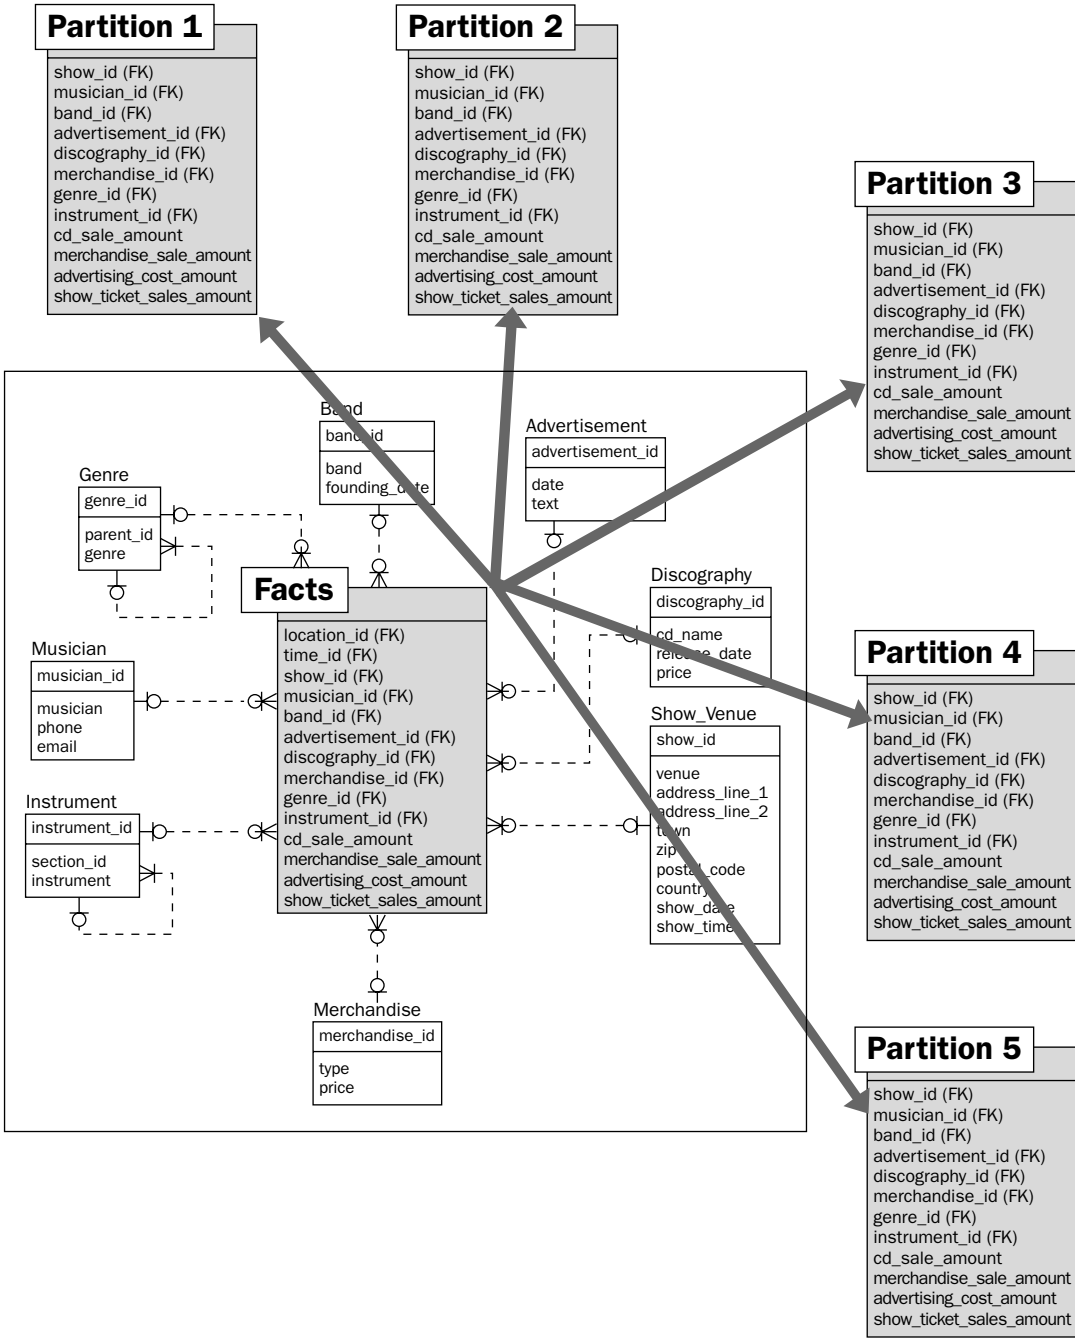 Partition 1
show_id (FK)
musician_id (FK)
band_id (FK)
advertisement_id (FK)
discography_id (FK)
merchandise_id (FK)
genre_id (FK)
instrument_id (FK)
cd_sale_amount
merchandise_sale_amount
advertising_cost_amount
show_ticket_sales_amount
Partition 2
show_id (FK)
musician_id (FK)
band_id (FK)
advertisement_id (FK)
discography_id (FK)
merchandise_id (FK)
genre_id (FK)
instrument_id (FK)
cd_sale_amount
merchandise_sale_amount
advertising_cost_amount
show_ticket_sales_amount
Partition 3
show_id (FK)
musician_id (FK)
band_id (FK)
advertisement_id (FK)
discography_id (FK)
merchandise_id (FK)
genre_id (FK)
instrument_id (FK)
cd_sale_amount
merchandise_sale_amount
advertising_cost_amount
show_ticket_sales_amount
Band
band_id
band
founding_date
Advertisement
advertisement_id
date
text
Genre
genre_id
parent_id
genre
Facts
location_id (FK)
time_id (FK)
show_id (FK)
musician_id (FK)
band_id (FK)
advertisement_id (FK)
discography_id (FK)
merchandise_id (FK)
genre_id (FK)
instrument_id (FK)
cd_sale_amount
merchandise_sale_amount
advertising_cost_amount
show_ticket_sales_amount
Discography
discography_id
cd_name
release_date
price
Musician
musician_id
musician
phone
email
Show_Venue
show_id
venue
address_line_1
address_line_2
town
zip
postal_code
country
show_date
show_time
Instrument
instrument_id
section_id
instrument
Merchandise
merchandise_id
type
price
Partition 4
show_id (FK)
musician_id (FK)
band_id (FK)
advertisement_id (FK)
discography_id (FK)
merchandise_id (FK)
genre_id (FK)
instrument_id (FK)
cd_sale_amount
merchandise_sale_amount
advertising_cost_amount
show_ticket_sales_amount
Partition 5
show_id (FK)
musician_id (FK)
band_id (FK)
advertisement_id (FK)
discography_id (FK)
merchandise_id (FK)
genre_id (FK)
instrument_id (FK)
cd_sale_amount
merchandise_sale_amount
advertising_cost_amount
show_ticket_sales_amount